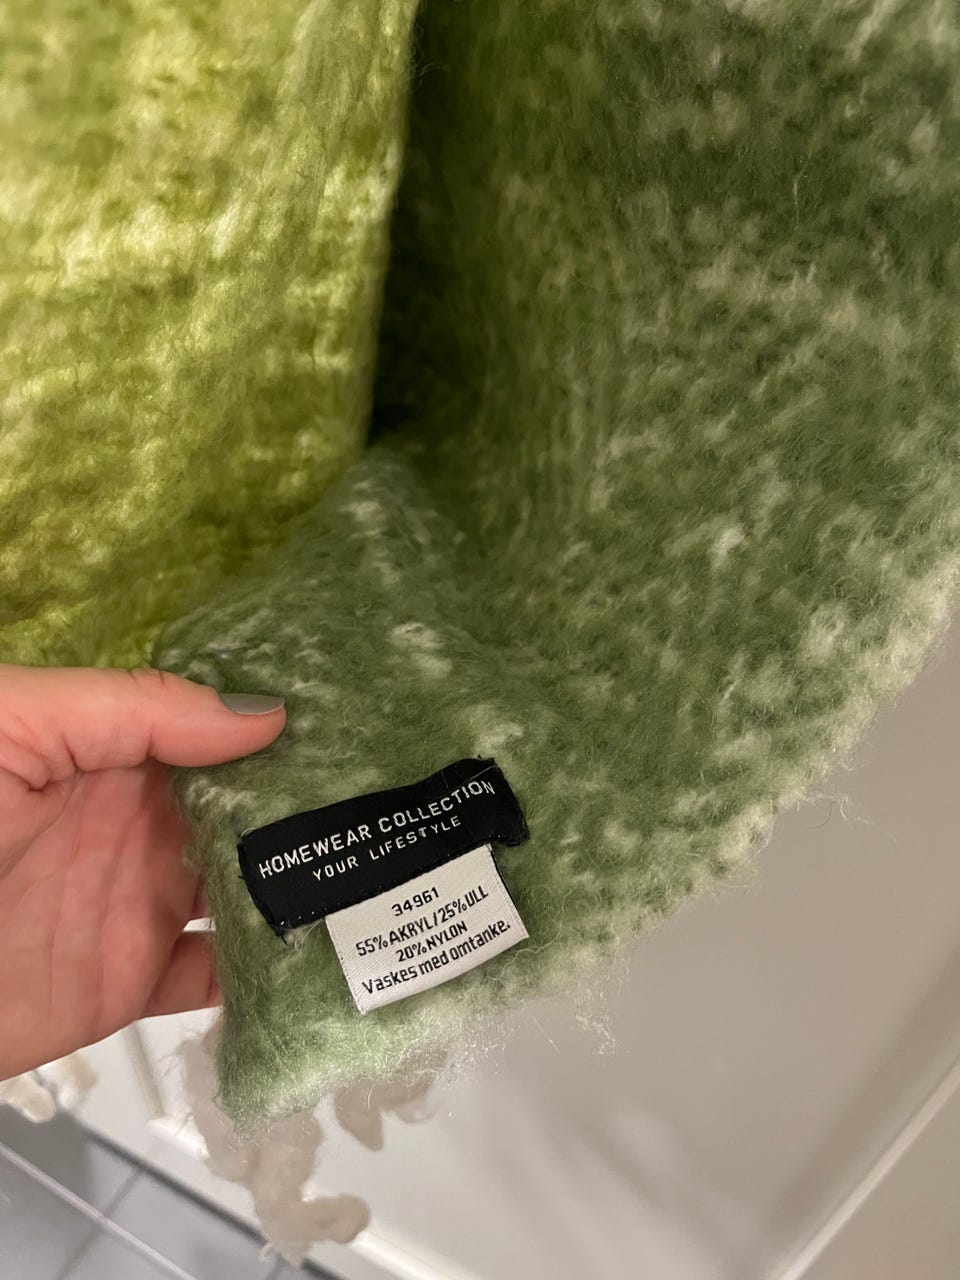 HOMEWEAR COLLECTION
YOUR LIFESTYLE
34961
55% AKRYL/25% ULL
20% NYLON
Vaskes med omtanke.